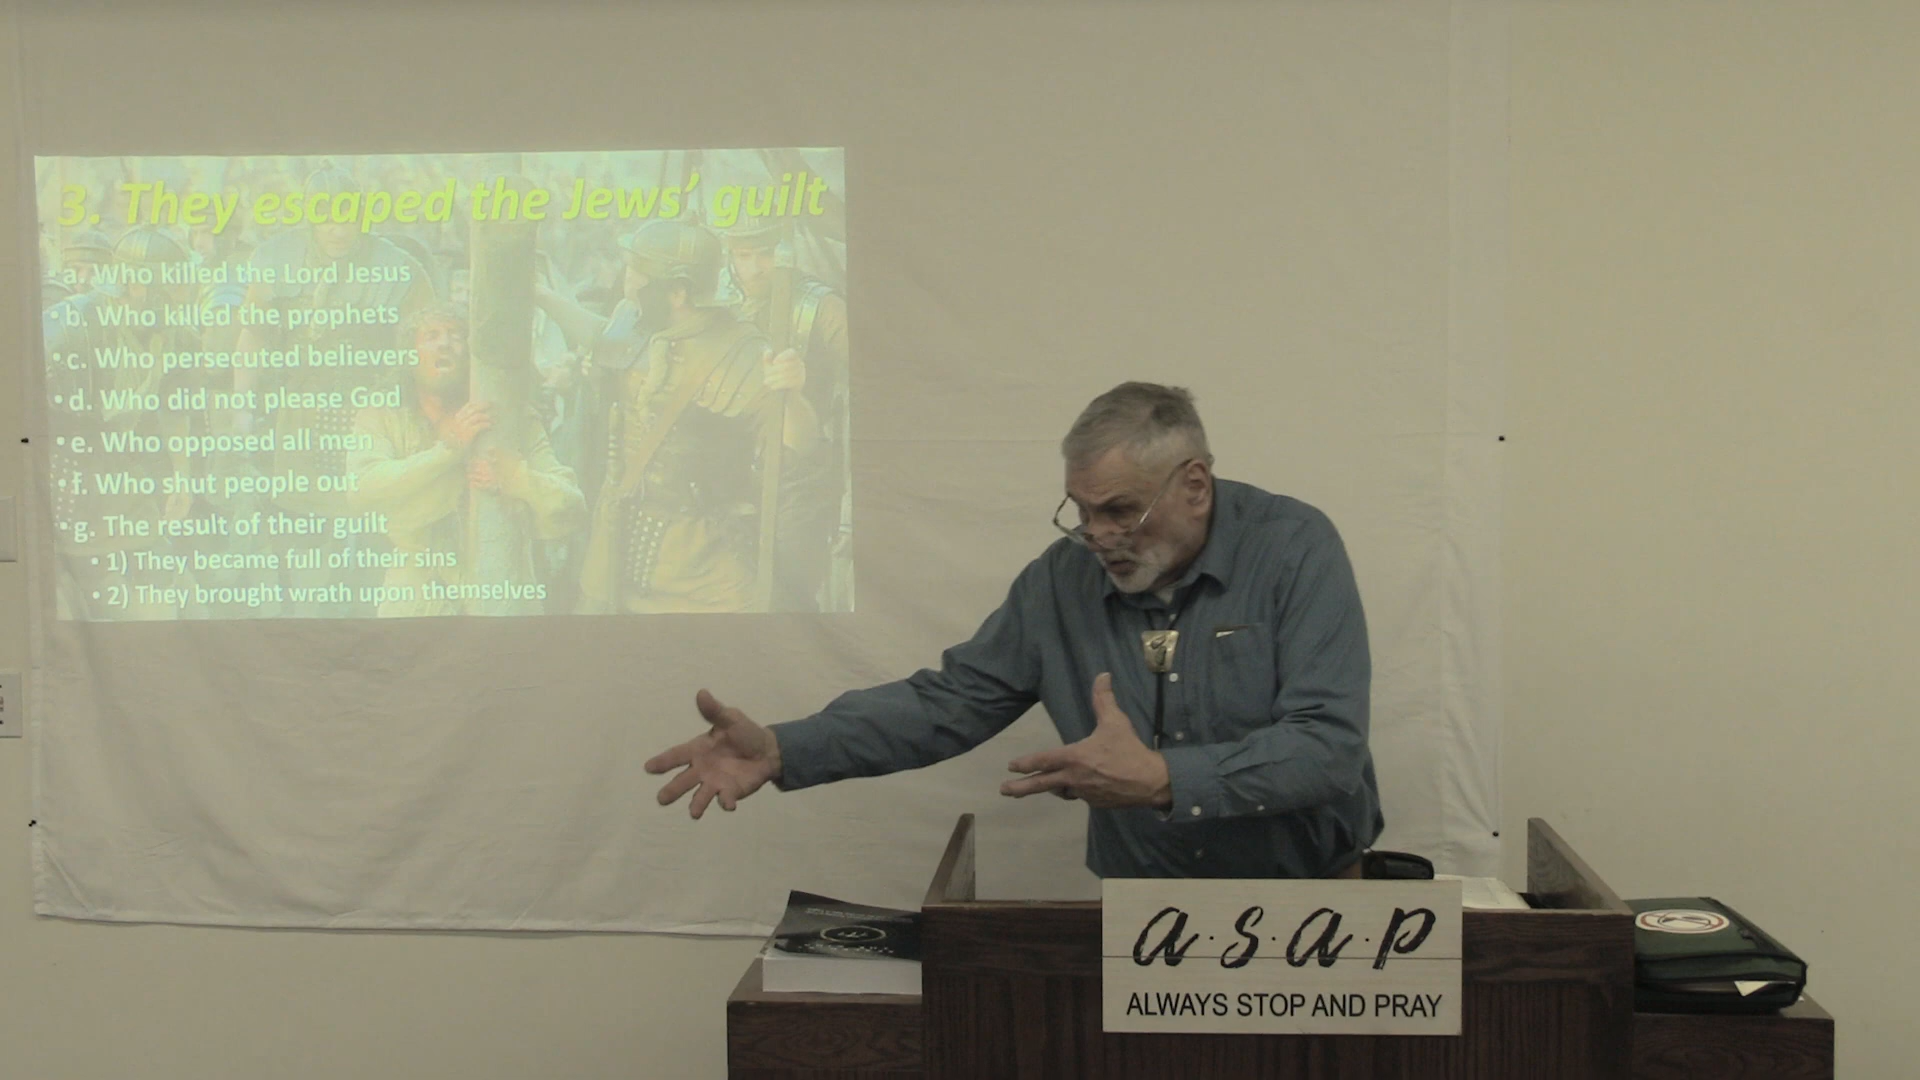 3. They escaped the Jews' guilt
• a. Who killed the Lord Jesus
• b. Who killed the prophets
• c. Who persecuted believers
• d. Who did not please God
• e. Who opposed all men
• f. Who shut people out
• g. The result of their guilt
• 1) They became full of their sins
• 2) They brought wrath upon themselves
a.s.a.p
ALWAYS STOP AND PRAY